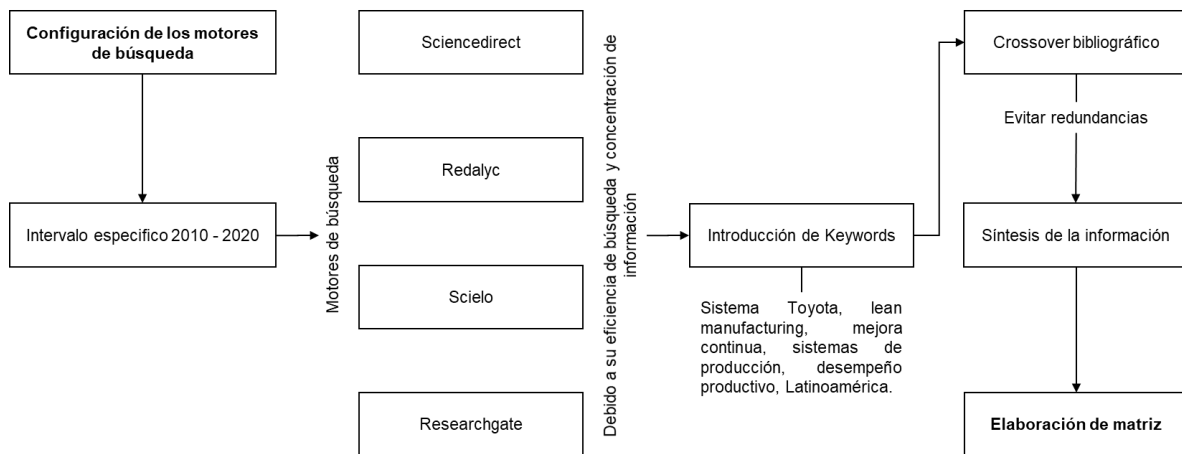 Configuración de los motores
de búsqueda
Intervalo especifico 2010 - 2020
Motores de búsqueda
Sciencedirect
Redalyc
Scielo
Researchgate
Debido a su eficiencia de búsqueda y concentración de
información
Introducción de Keywords
Sistema Toyota, lean
manufacturing, mejora
continua, sistemas de
producción, desempeño
productivo, Latinoamérica.
Crossover bibliográfico
Evitar redundancias
Síntesis de la información
Elaboración de matriz